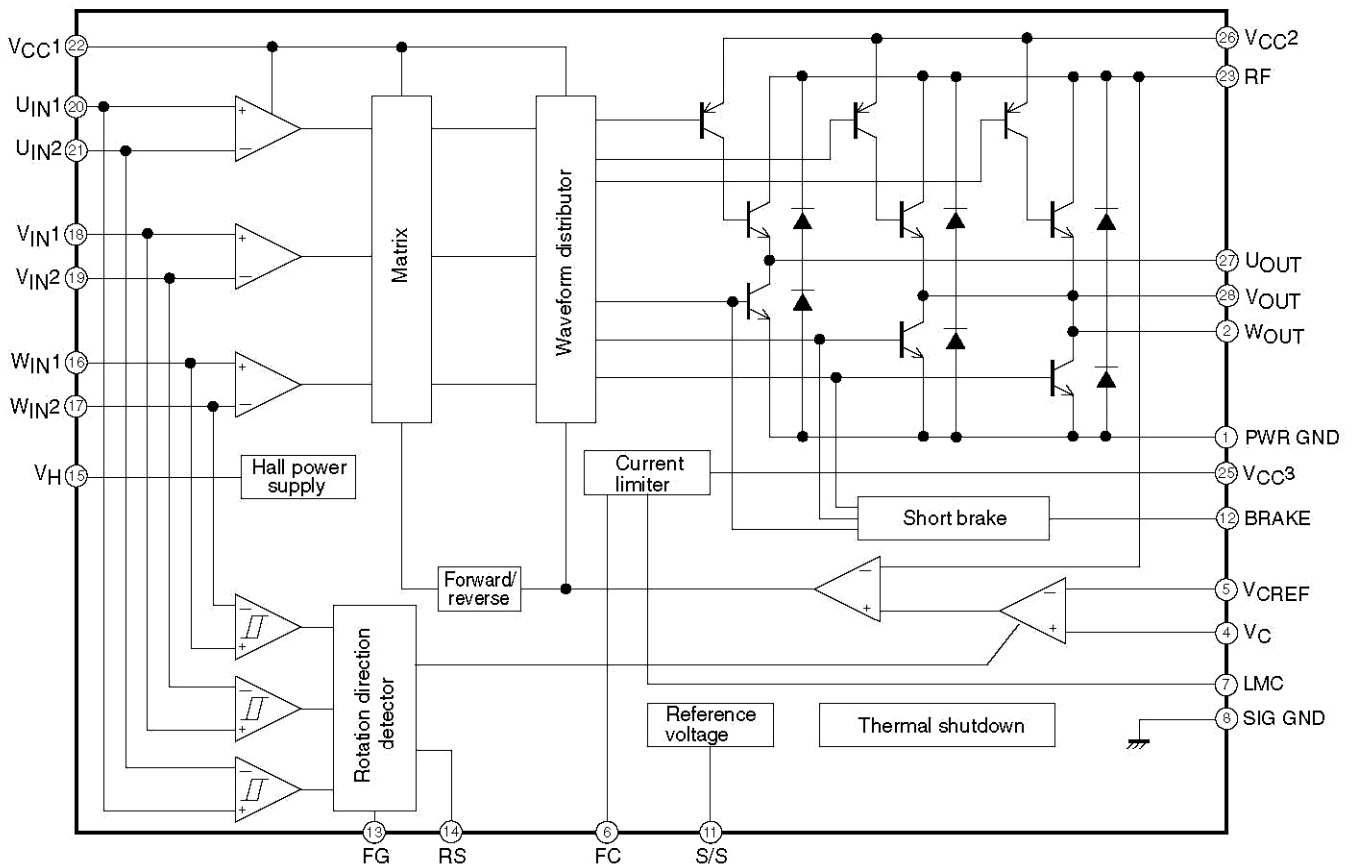 VCC1 22
UIN1 20
UIN2 21
VIN1 18
VIN2 19
WIN1 16
WIN2 17
VH 15
+
−
+
−
+
−
Matrix
Waveform distributor
Hall power
supply
Current
limiter
Short brake
Forward/
reverse
−
+
−
+
−
+
−
+
−
+
Rotation direction
detector
Reference
voltage
Thermal shutdown
26 VCC2
23 RF
27 UOUT
28 VOUT
2 WOUT
1 PWR GND
25 VCC3
12 BRAKE
5 VCREF
4 VC
7 LMC
8 SIG GND
13 14 6 11
FG RS FC S/S